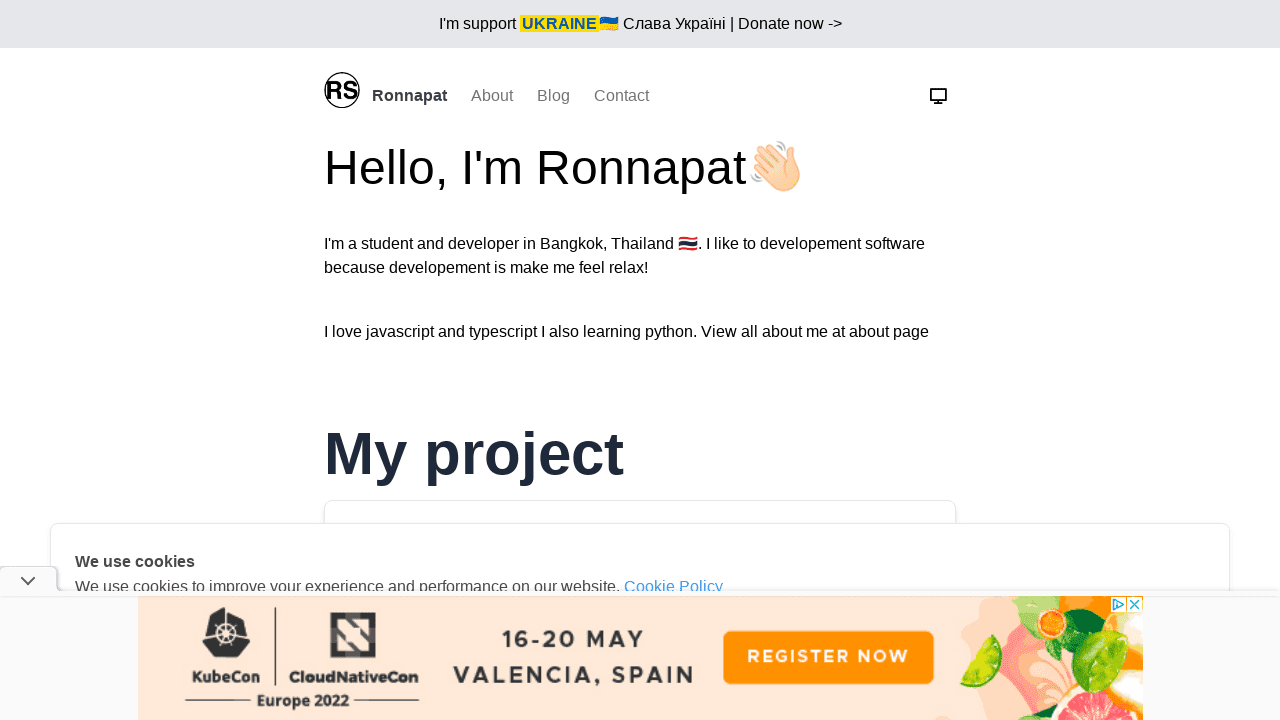 I'm support UKRAINE 🇺🇦 Слава Україні | Donate now ->
RS Ronnapat About Blog Contact
Hello, I'm Ronnapat👋🏻
I'm a student and developer in Bangkok, Thailand 🇹🇭. I like to developement software
because developement is make me feel relax!
I love javascript and typescript I also learning python. View all about me at about page
My project
We use cookies
We use cookies to improve your experience and performance on our website. Cookie Policy
KubeCon CloudNativeCon
Europe 2022
16-20 MAY
VALENCIA, SPAIN
REGISTER NOW